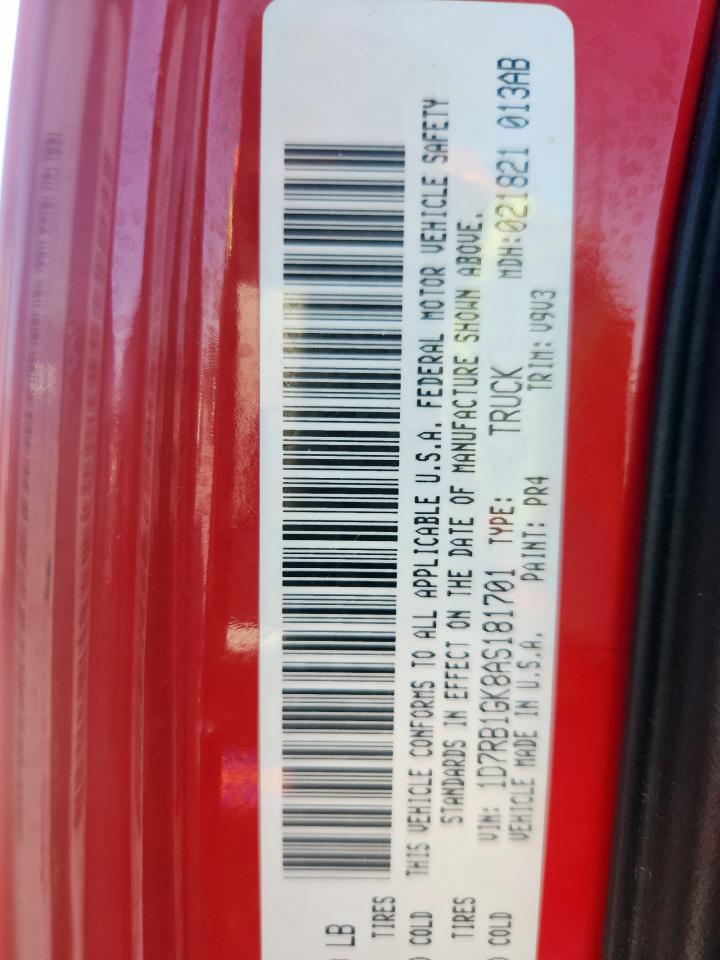 THIS VEHICLE CONFORMS TO ALL APPLICABLE U.S.A. FEDERAL MOTOR VEHICLE SAFETY
STANDARDS IN EFFECT ON THE DATE OF MANUFACTURE SHOWN ABOVE.
VIN: 1D7RB1GK8AS181701 TYPE: TRUCK MDH:021821 013AB
VEHICLE MADE IN U.S.A. PAINT: PR4 TRIM: V9V3
LB
TIRES
COLD
TIRES
COLD